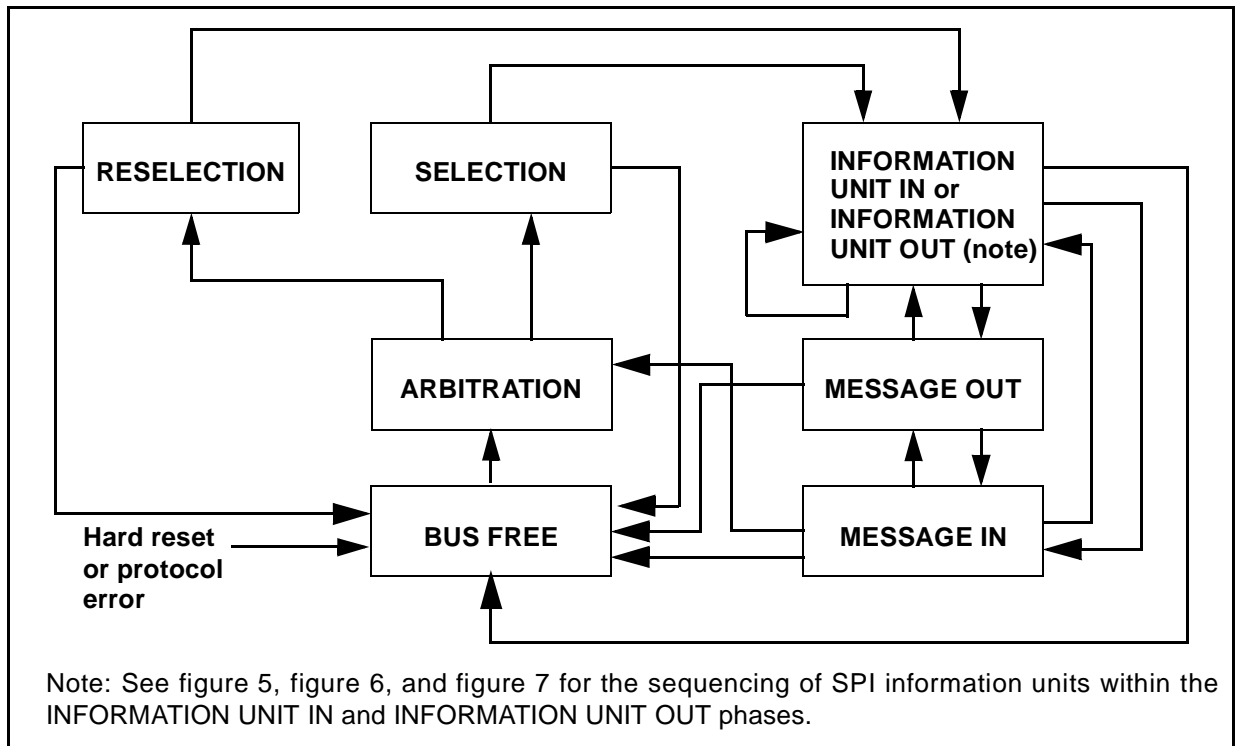 RESELECTION
SELECTION
INFORMATION
UNIT IN or
INFORMATION
UNIT OUT (note)
ARBITRATION
MESSAGE OUT
BUS FREE
MESSAGE IN
Hard reset
or protocol
error
Note: See figure 5, figure 6, and figure 7 for the sequencing of SPI information units within the
INFORMATION UNIT IN and INFORMATION UNIT OUT phases.